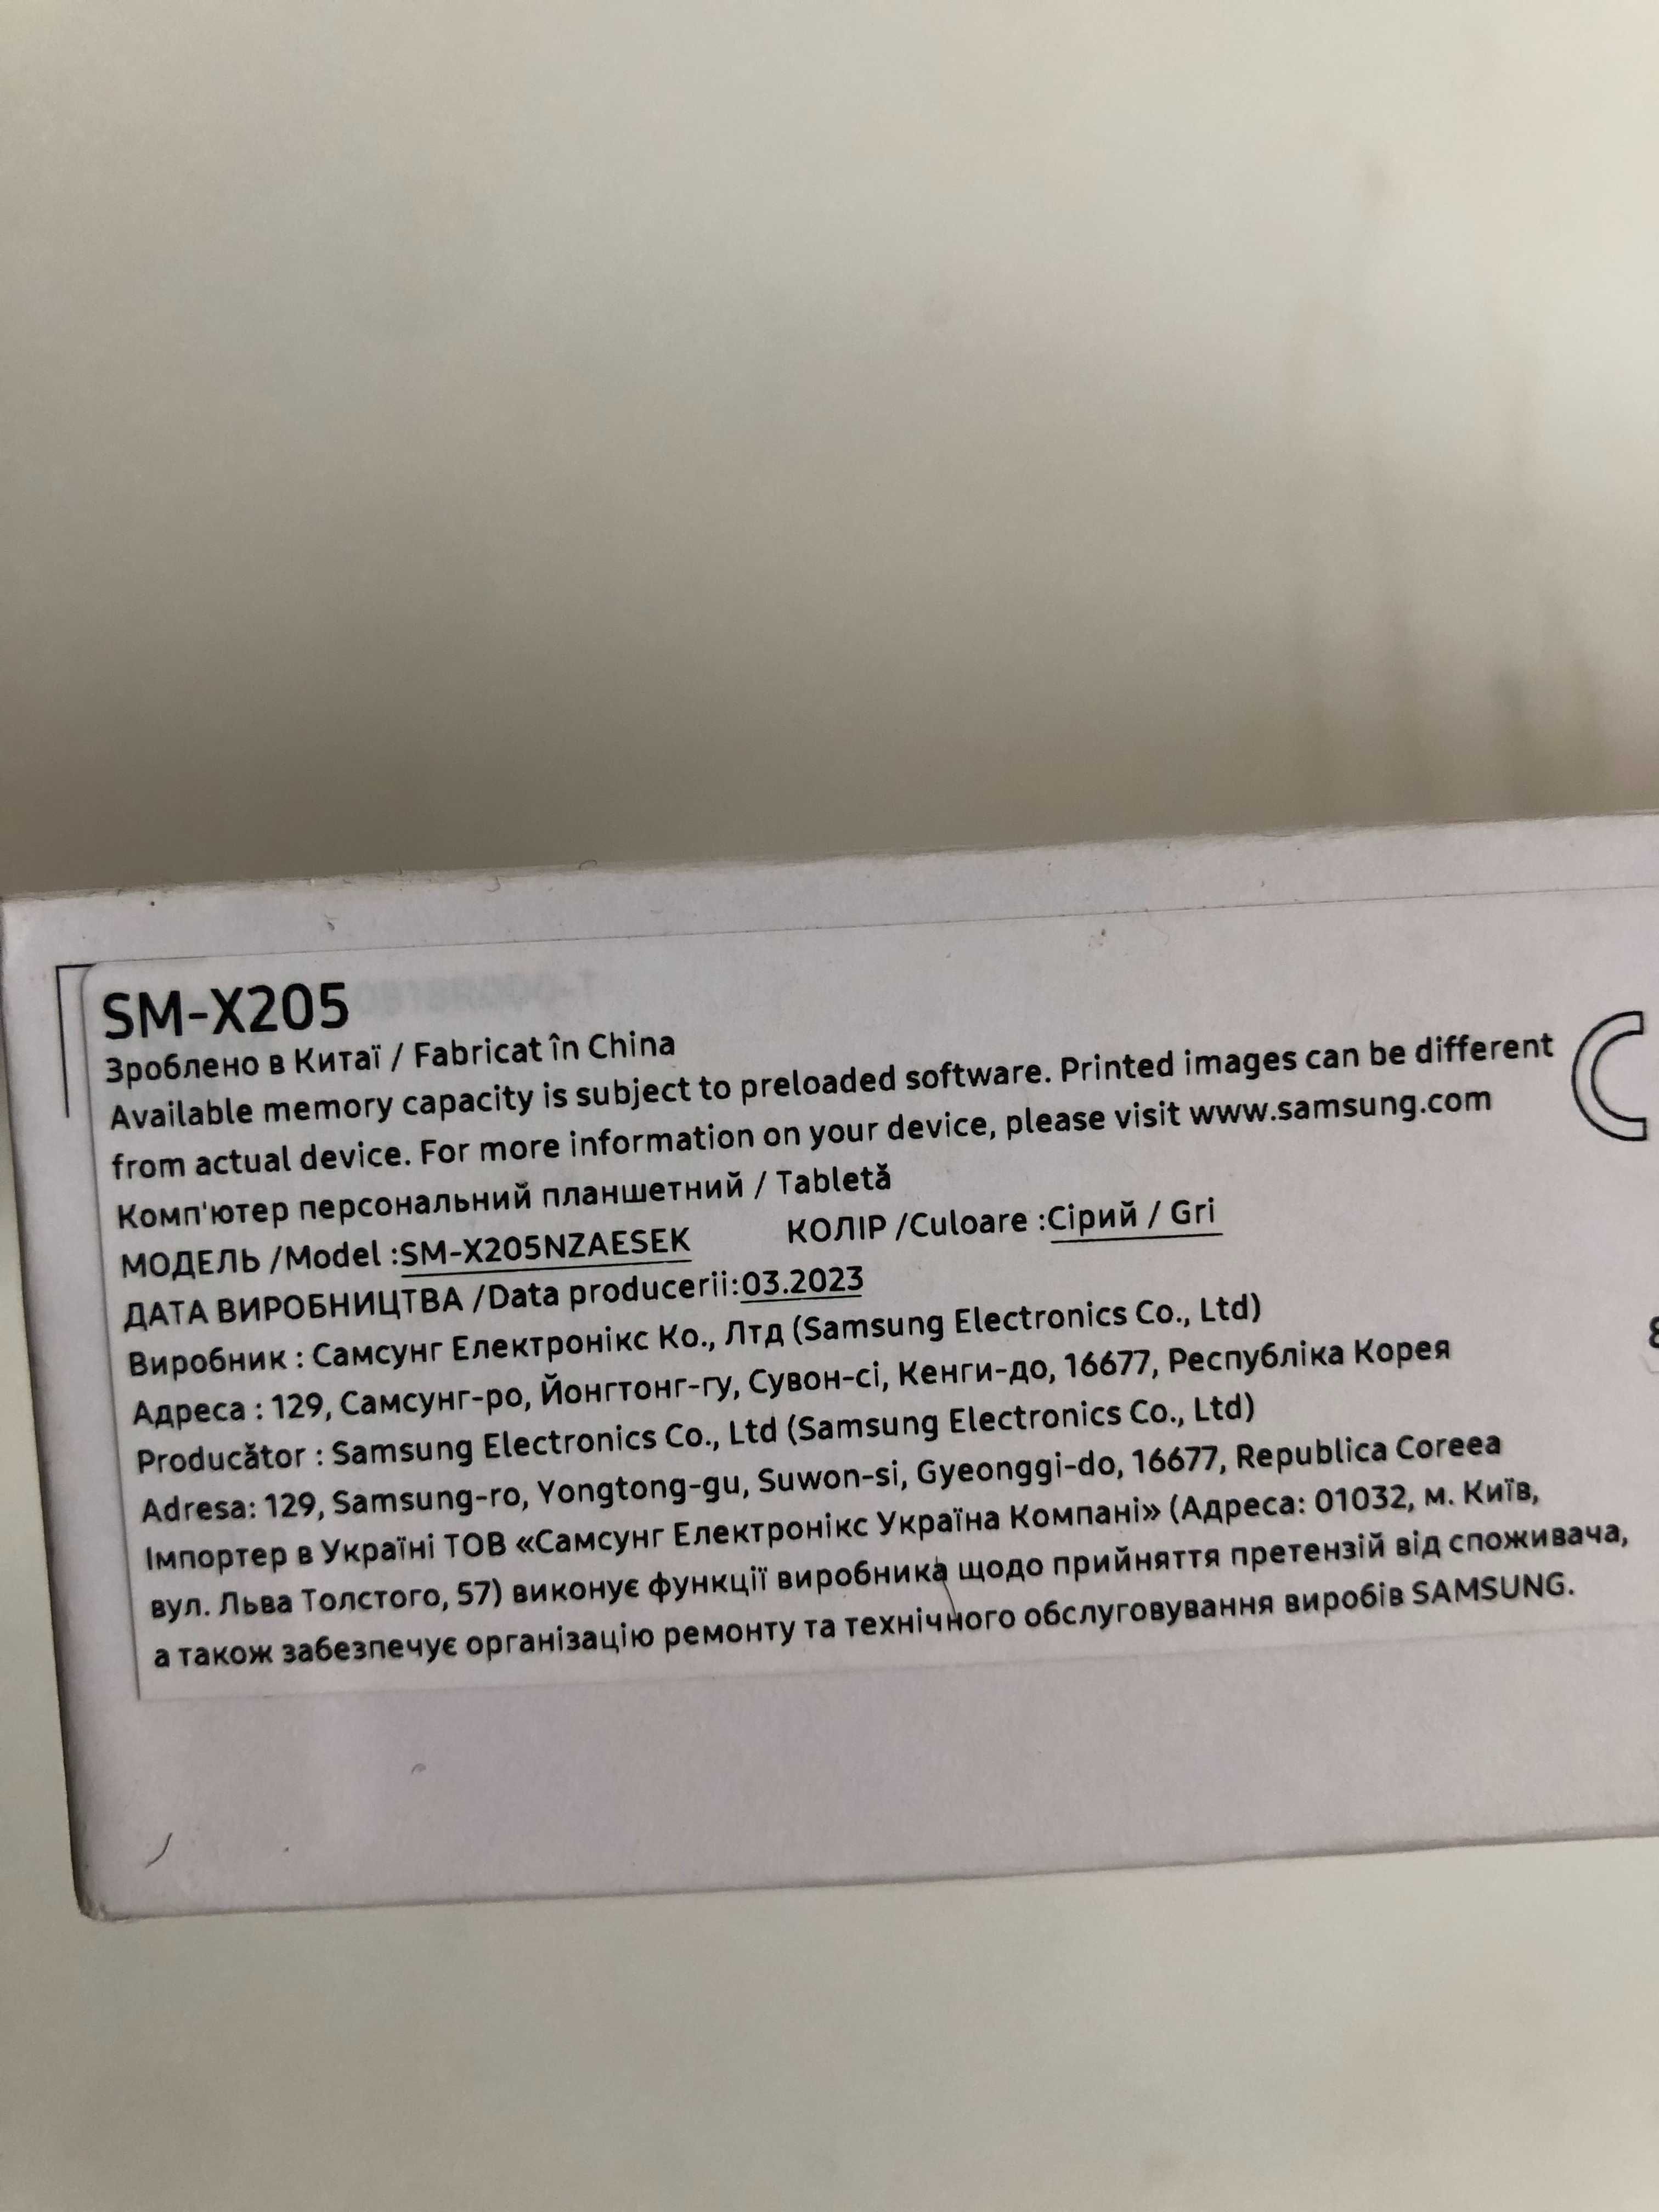 SM-X205
Зроблено в Китаї / Fabricat în China
Available memory capacity is subject to preloaded software. Printed images can be different
from actual device. For more information on your device, please visit www.samsung.com
Комп'ютер персональний планшетний / Tabletă
МОДЕЛЬ /Model :SM-X205NZAESEK КОЛІР /Culoare :Сірий / Gri
ДАТА ВИРОБНИЦТВА /Data producerii:03.2023
Виробник : Самсунг Електронікс Ко., Лтд (Samsung Electronics Co., Ltd)
Адреса : 129, Самсунг-ро, Йонгтонг-гу, Сувон-сі, Кенги-до, 16677, Республіка Корея
Producător : Samsung Electronics Co., Ltd (Samsung Electronics Co., Ltd)
Adresa: 129, Samsung-ro, Yongtong-gu, Suwon-si, Gyeonggi-do, 16677, Republica Coreea
Імпортер в Україні ТОВ «Самсунг Електронікс Україна Компані» (Адреса: 01032, м. Київ,
вул. Льва Толстого, 57) виконує функції виробника щодо прийняття претензій від споживача,
а також забезпечує організацію ремонту та технічного обслуговування виробів SAMSUNG.